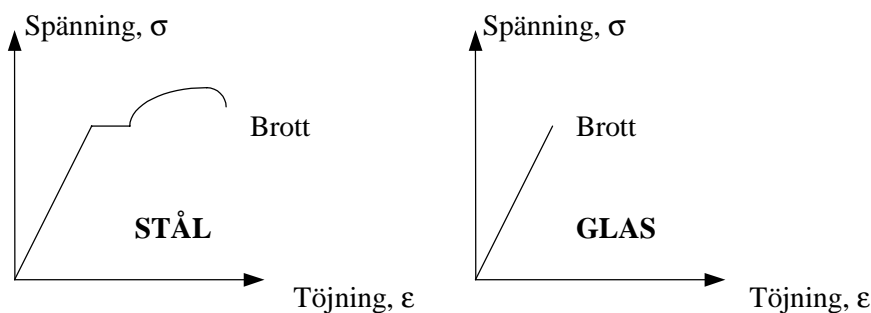 Spänning, σ
Brott
STÅL
Töjning, ε
Spänning, σ
Brott
GLAS
Töjning, ε